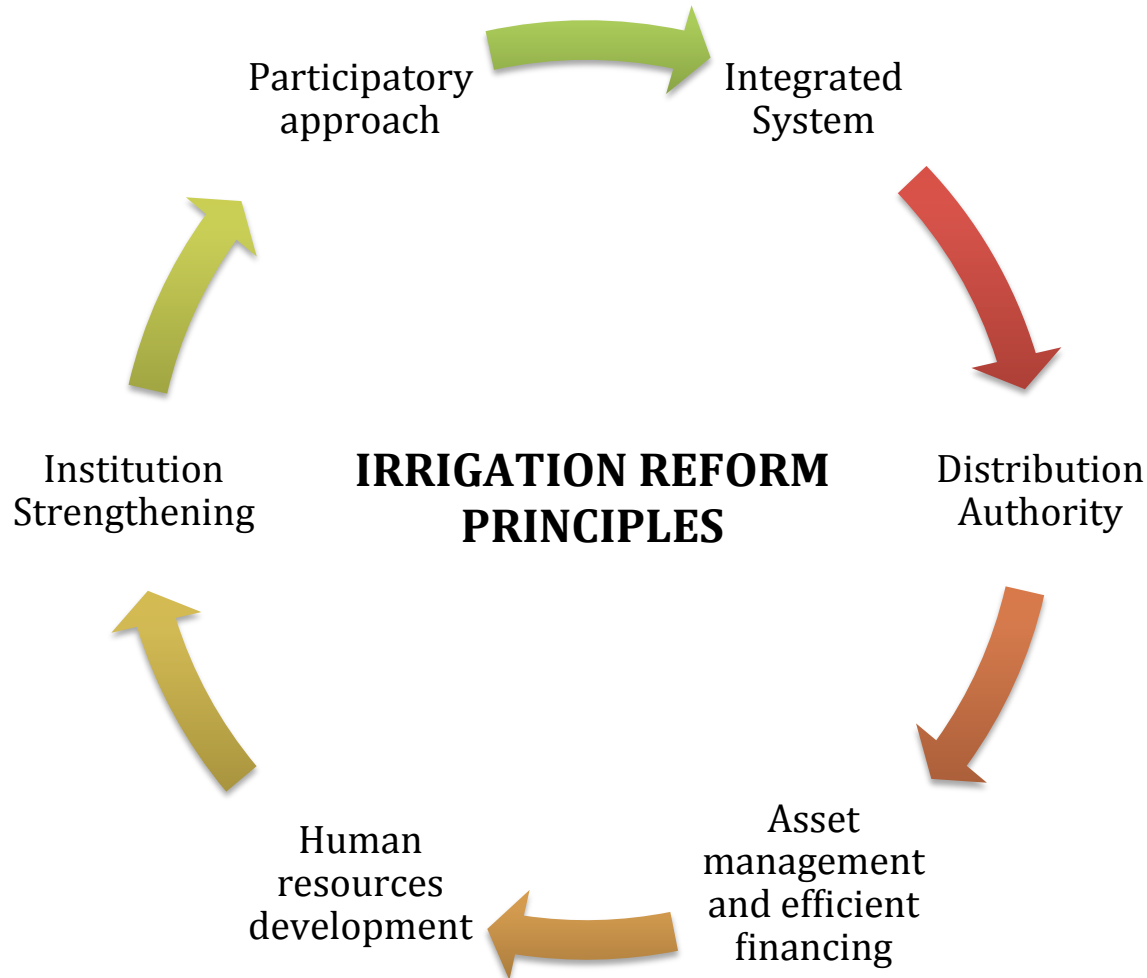 Participatory
approach
Integrated
System
Institution
Strengthening
IRRIGATION REFORM
PRINCIPLES
Distribution
Authority
Human
resources
development
Asset
management
and efficient
financing